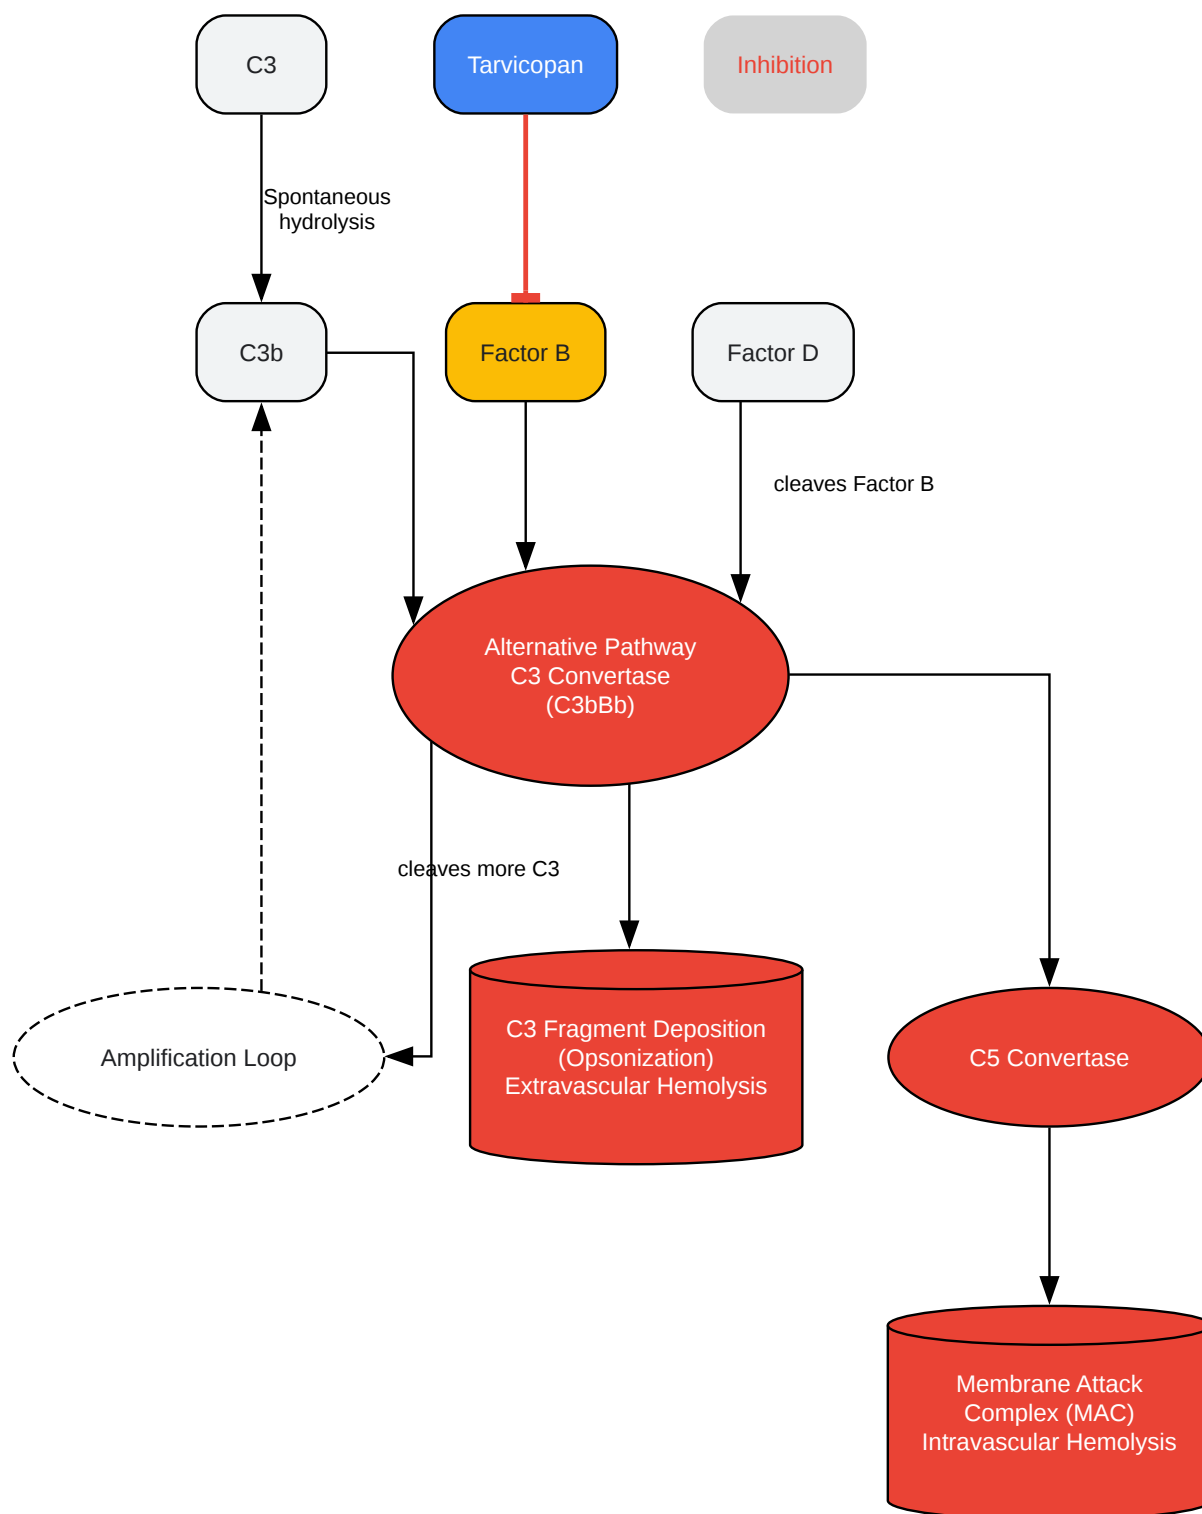 C3
Tarvicopan
Inhibition
Spontaneous
hydrolysis
C3b
Factor B
Factor D
cleaves Factor B
Alternative Pathway
C3 Convertase
(C3bBb)
cleaves more C3
Amplification Loop
C3 Fragment Deposition
(Opsonization)
Extravascular Hemolysis
C5 Convertase
Membrane Attack
Complex (MAC)
Intravascular Hemolysis